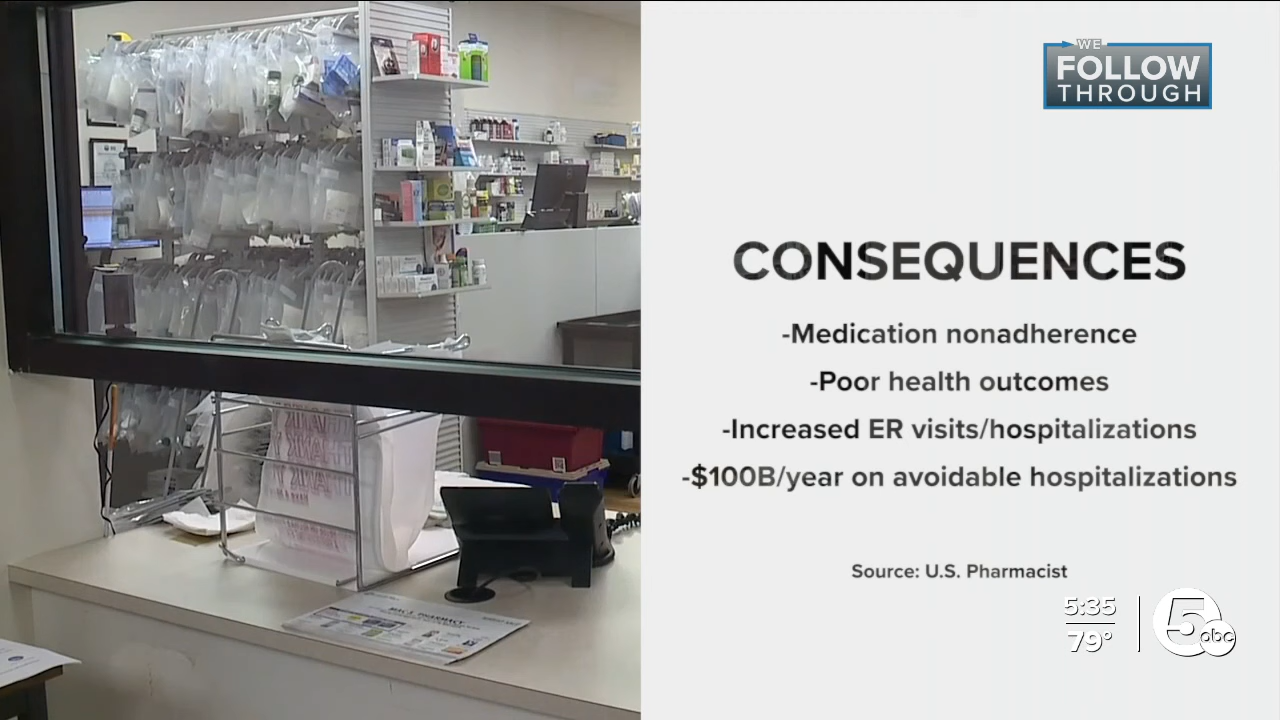 WE
FOLLOW
THROUGH
CONSEQUENCES
-Medication nonadherence
-Poor health outcomes
-Increased ER visits/hospitalizations
-$100B/year on avoidable hospitalizations
Source: U.S. Pharmacist
5:35
79°
5
abc
PHARMACY